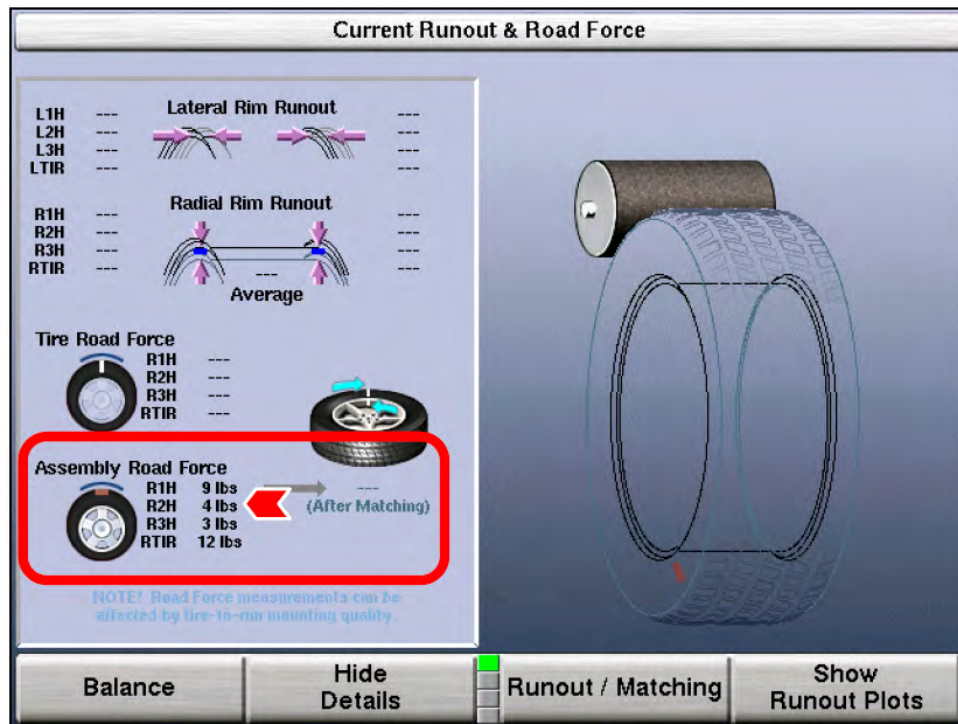 Current Runout & Road Force
Lateral Rim Runout
L1H --- ---
L2H --- ---
L3H --- ---
LTIR --- ---
Radial Rim Runout
R1H --- ---
R2H --- ---
R3H --- ---
RTIR --- ---
---
Average
Tire Road Force
R1H ---
R2H ---
R3H ---
RTIR ---
Assembly Road Force
R1H 9 lbs ---
R2H 4 lbs (After Matching)
R3H 3 lbs
RTIR 12 lbs
NOTE! Road Force measurements can be
affected by tire-to-rim mounting quality.
Balance
Hide
Details
Runout / Matching
Show
Runout Plots